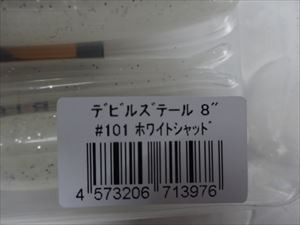 ﾃﾞﾋﾞﾙｽﾞﾃｰﾙ 8"
#101 ﾎﾜｲﾄｼｬｯﾄﾞ
4 573206 713976